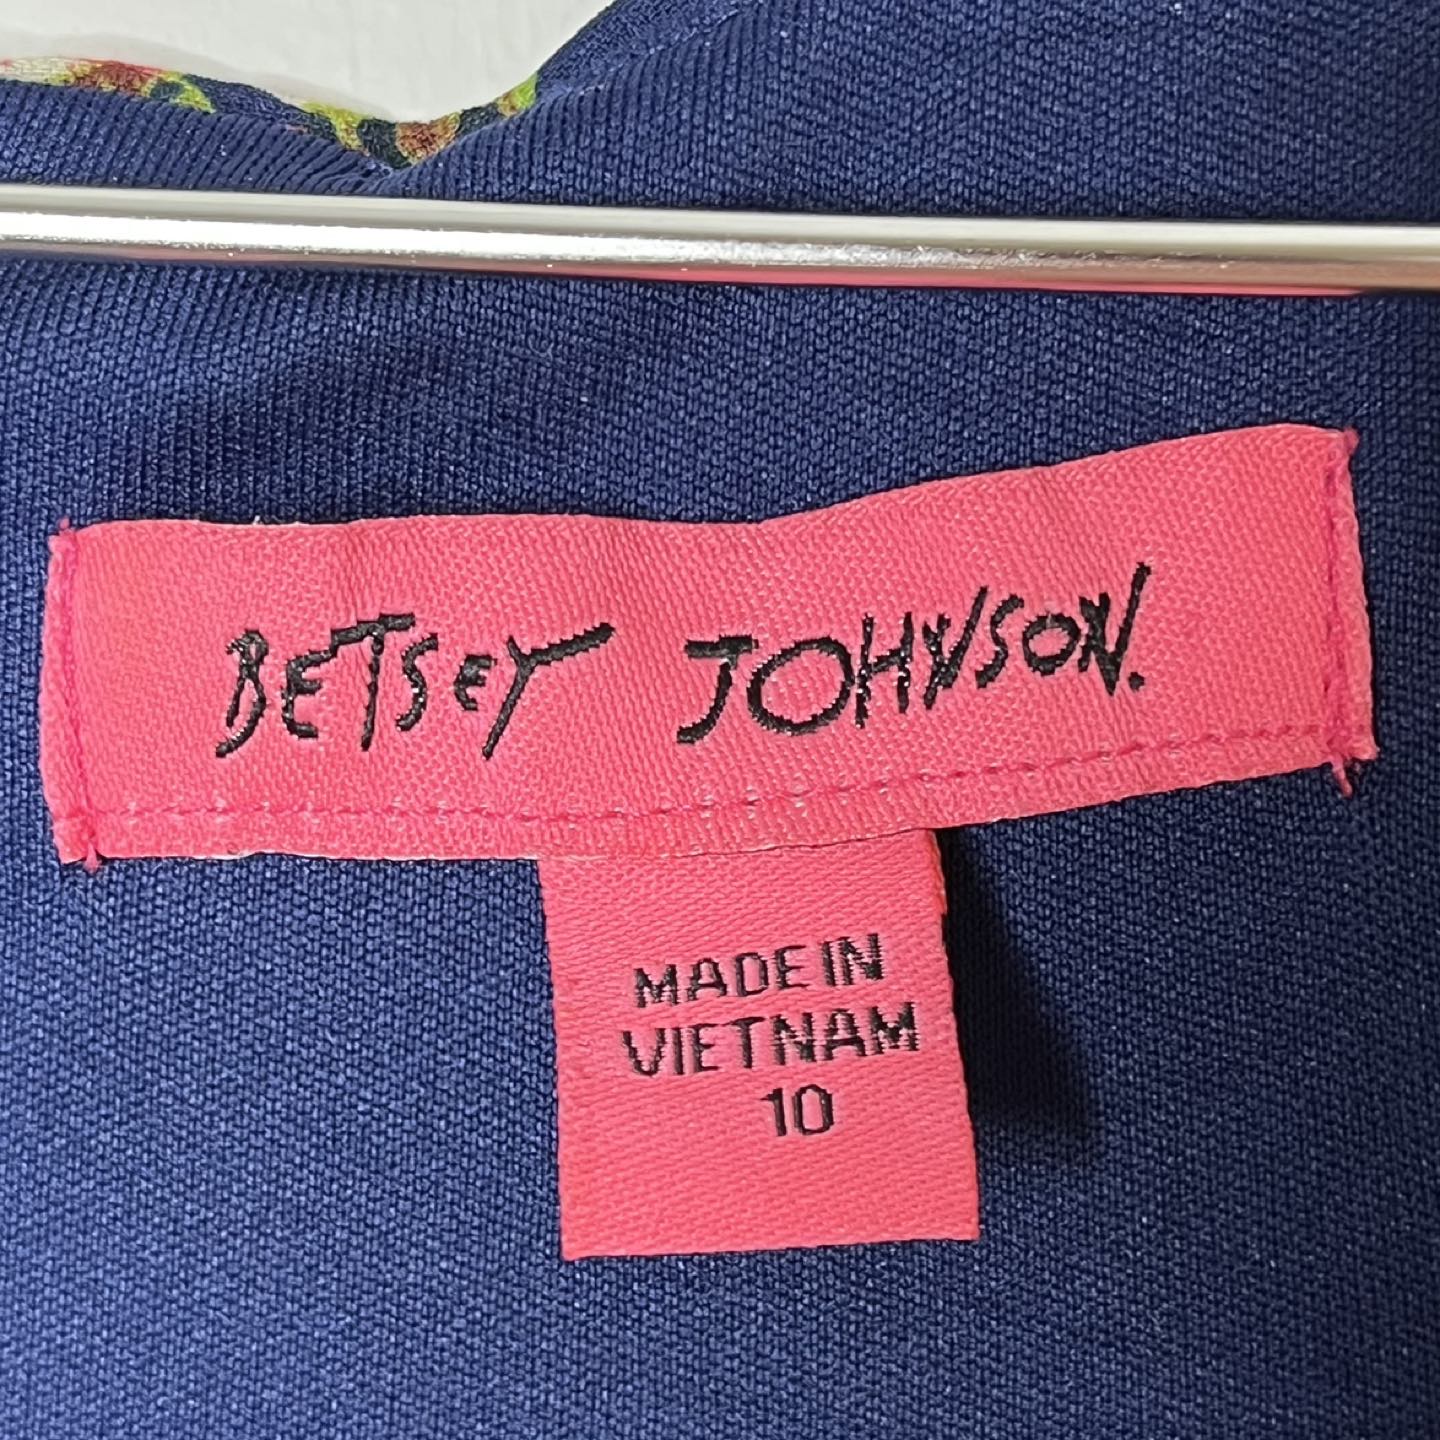 BETSEY JOHNSON.
MADE IN
VIETNAM
10